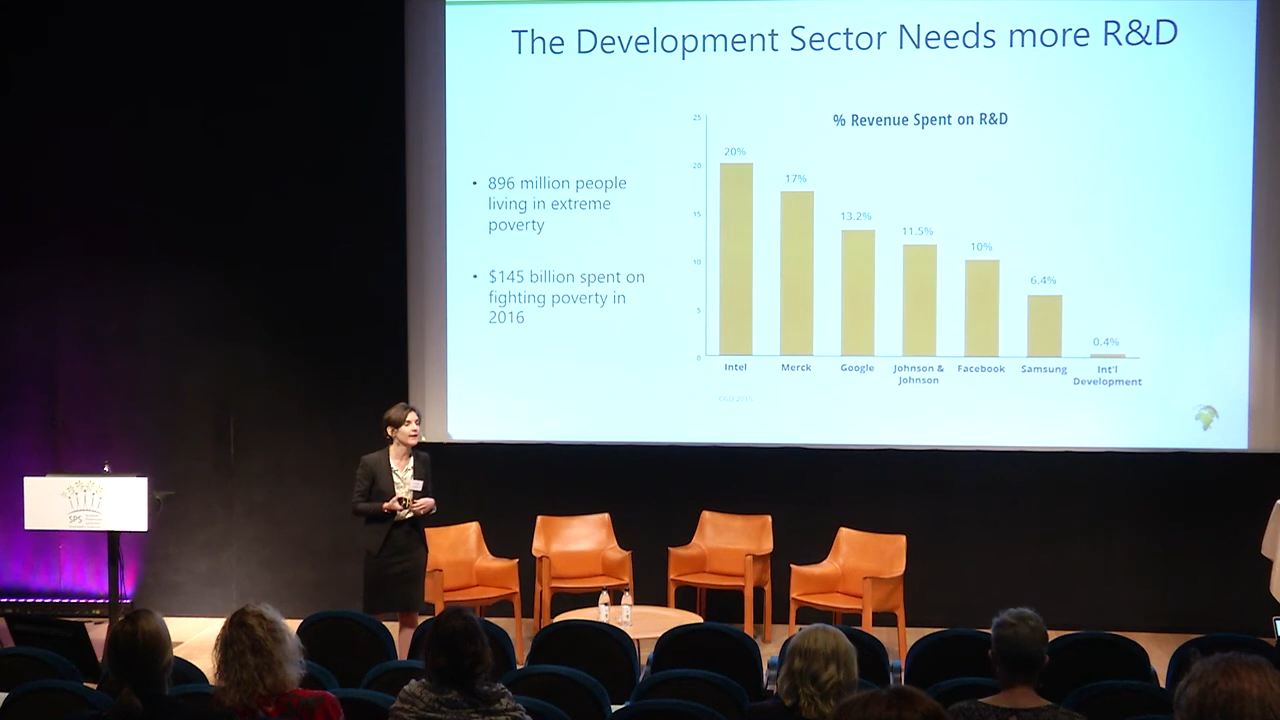 The Development Sector Needs more R&D
• 896 million people
living in extreme
poverty
• $145 billion spent on
fighting poverty in
2016
% Revenue Spent on R&D
25
20
15
10
5
0
20%
17%
13.2%
11.5%
10%
6.4%
0.4%
Intel
Merck
Google
Johnson &
Johnson
Facebook
Samsung
Int'l
Development
SPS